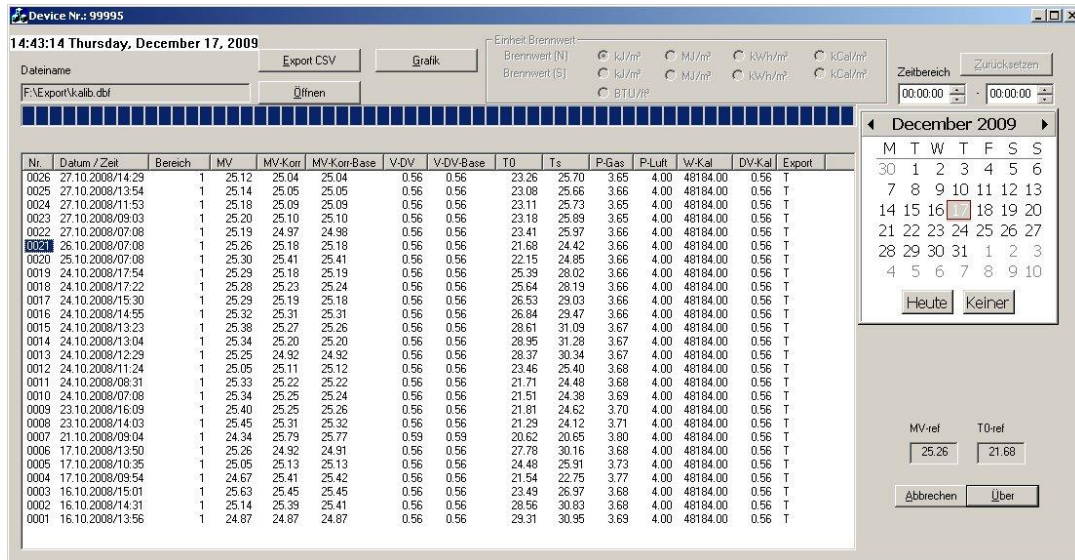 Device Nr.: 99995
14:43:14 Thursday, December 17, 2009
Dateiname
F:\Export\kalib.dbf
Export CSV
Grafik
Öffnen
Einheit Brennwert
Brennwert (N) kJ/m³ MJ/m³ kWh/m³ kCal/m³
Brennwert (S) kJ/m³ MJ/m³ kWh/m³ kCal/m³
BTU/ft³
Zeitbereich Zurücksetzen
00:00:00 - 00:00:00
Nr. Datum / Zeit Bereich MV MV-Korr MV-Korr-Base V-DV V-DV-Base T0 Ts P-Gas P-Luft W-Kal DV-Kal Export
0026 27.10.2008/14:29 1 25.12 25.04 25.04 0.56 0.56 23.26 25.70 3.65 4.00 48184.00 0.56 T
0025 27.10.2008/13:54 1 25.14 25.05 25.05 0.56 0.56 23.08 25.66 3.66 4.00 48184.00 0.56 T
0024 27.10.2008/11:53 1 25.18 25.09 25.09 0.56 0.56 23.11 25.73 3.65 4.00 48184.00 0.56 T
0023 27.10.2008/09:03 1 25.20 25.10 25.10 0.56 0.56 23.18 25.89 3.65 4.00 48184.00 0.56 T
0022 27.10.2008/07:08 1 25.19 24.97 24.98 0.56 0.56 23.41 25.97 3.66 4.00 48184.00 0.56 T
0021 26.10.2008/07:08 1 25.26 25.18 25.18 0.56 0.56 21.68 24.42 3.66 4.00 48184.00 0.56 T
0020 25.10.2008/07:08 1 25.30 25.41 25.41 0.56 0.56 22.15 24.85 3.66 4.00 48184.00 0.56 T
0019 24.10.2008/17:54 1 25.29 25.18 25.19 0.56 0.56 25.39 28.02 3.66 4.00 48184.00 0.56 T
0018 24.10.2008/17:22 1 25.28 25.23 25.24 0.56 0.56 25.64 28.19 3.66 4.00 48184.00 0.56 T
0017 24.10.2008/15:30 1 25.29 25.19 25.18 0.56 0.56 26.53 29.03 3.66 4.00 48184.00 0.56 T
0016 24.10.2008/14:55 1 25.32 25.31 25.31 0.56 0.56 26.84 29.47 3.66 4.00 48184.00 0.56 T
0015 24.10.2008/13:23 1 25.38 25.27 25.26 0.56 0.56 28.61 31.09 3.67 4.00 48184.00 0.56 T
0014 24.10.2008/13:04 1 25.34 25.20 25.20 0.56 0.56 28.95 31.28 3.67 4.00 48184.00 0.56 T
0013 24.10.2008/12:29 1 25.25 24.92 24.92 0.56 0.56 28.37 30.34 3.67 4.00 48184.00 0.56 T
0012 24.10.2008/11:24 1 25.05 25.11 25.12 0.56 0.56 23.46 25.40 3.68 4.00 48184.00 0.56 T
0011 24.10.2008/08:31 1 25.33 25.22 25.22 0.56 0.56 21.71 24.48 3.68 4.00 48184.00 0.56 T
0010 24.10.2008/07:08 1 25.34 25.25 25.24 0.56 0.56 21.51 24.38 3.69 4.00 48184.00 0.56 T
0009 23.10.2008/16:09 1 25.40 25.25 25.26 0.56 0.56 21.81 24.62 3.70 4.00 48184.00 0.56 T
0008 23.10.2008/14:03 1 25.45 25.31 25.32 0.56 0.56 21.29 24.12 3.71 4.00 48184.00 0.56 T
0007 21.10.2008/09:04 1 24.34 25.79 25.77 0.59 0.59 20.62 20.65 3.80 4.00 48184.00 0.56 T
0006 17.10.2008/13:50 1 25.26 24.92 24.91 0.56 0.56 27.78 30.16 3.68 4.00 48184.00 0.56 T
0005 17.10.2008/10:35 1 25.05 25.13 25.13 0.56 0.56 24.48 25.91 3.73 4.00 48184.00 0.56 T
0004 17.10.2008/09:54 1 24.67 25.41 25.42 0.56 0.56 21.54 22.75 3.77 4.00 48184.00 0.56 T
0003 16.10.2008/15:01 1 25.63 25.45 25.45 0.56 0.56 23.49 26.97 3.68 4.00 48184.00 0.56 T
0002 16.10.2008/14:31 1 25.14 25.39 25.41 0.56 0.56 28.56 30.83 3.68 4.00 48184.00 0.56 T
0001 16.10.2008/13:56 1 24.87 24.87 24.87 0.56 0.56 29.31 30.95 3.69 4.00 48184.00 0.56 T
December 2009
M T W T F S S
30 1 2 3 4 5 6
7 8 9 10 11 12 13
14 15 16 17 18 19 20
21 22 23 24 25 26 27
28 29 30 31 1 2 3
4 5 6 7 8 9 10
Heute Keiner
MV-ref T0-ref
25.26 21.68
Abbrechen Über